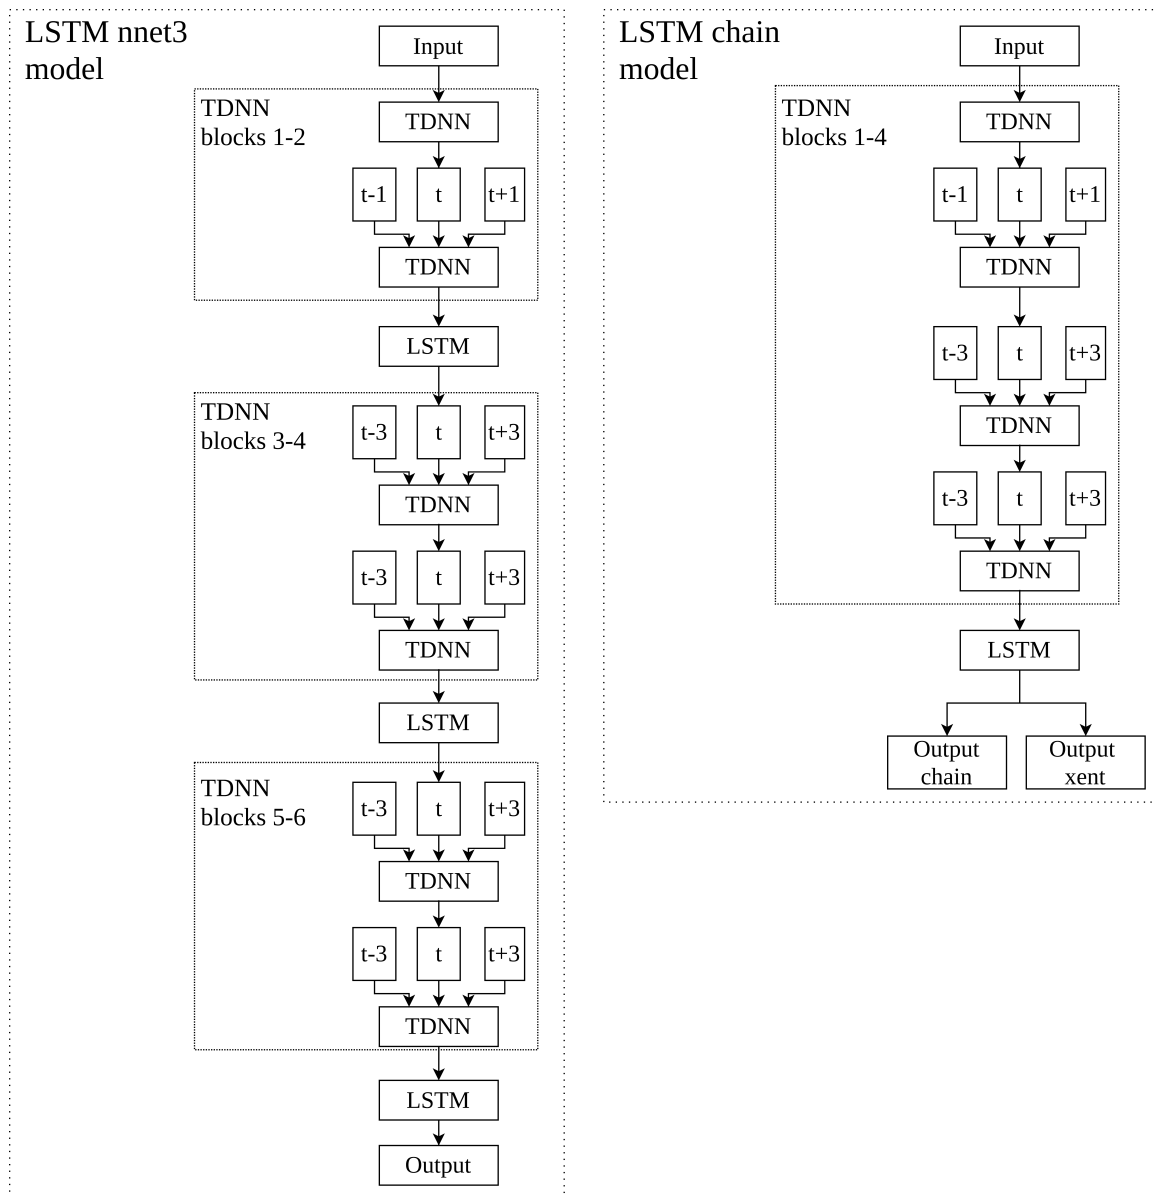 LSTM nnet3
model
Input
TDNN
blocks 1-2
TDNN
t-1 t t+1
TDNN
LSTM
TDNN
blocks 3-4
t-3 t t+3
TDNN
t-3 t t+3
TDNN
LSTM
TDNN
blocks 5-6
t-3 t t+3
TDNN
t-3 t t+3
TDNN
LSTM
Output
LSTM chain
model
Input
TDNN
blocks 1-4
TDNN
t-1 t t+1
TDNN
t-3 t t+3
TDNN
t-3 t t+3
TDNN
LSTM
Output
chain
Output
xent